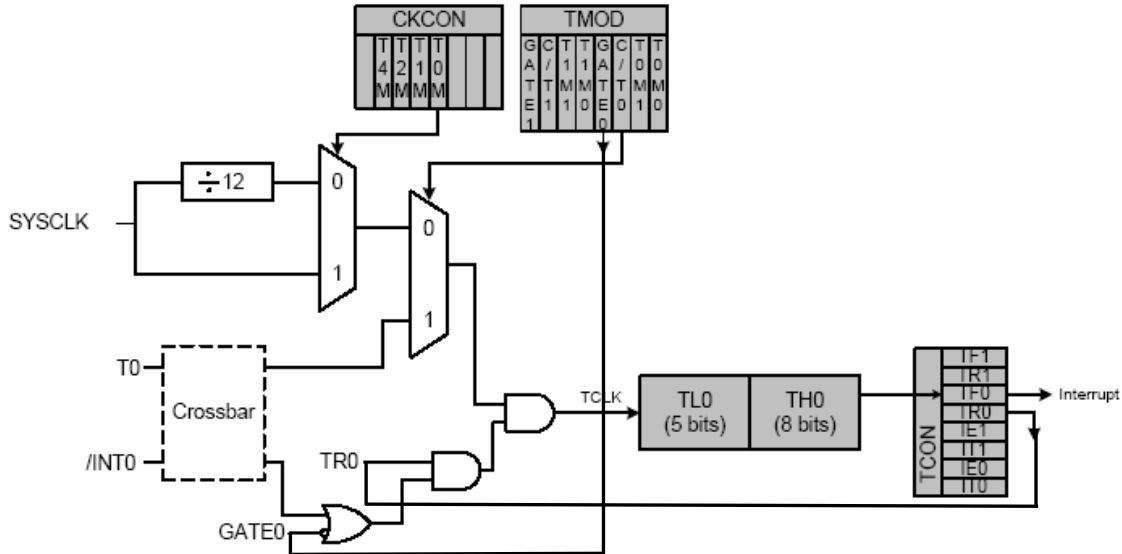 CKCON
T4M T2M T1M T0M
TMOD
GATE1 C/T1 T1M1 T1M0 GATE0 C/T0 T0M1 T0M0
÷12
0
SYSCLK
0
1
1
T0
Crossbar
/INT0
TR0
GATE0
TCLK
TL0
(5 bits)
TH0
(8 bits)
TCON
TF1
TR1
TF0
TR0
IE1
IT1
IE0
IT0
Interrupt